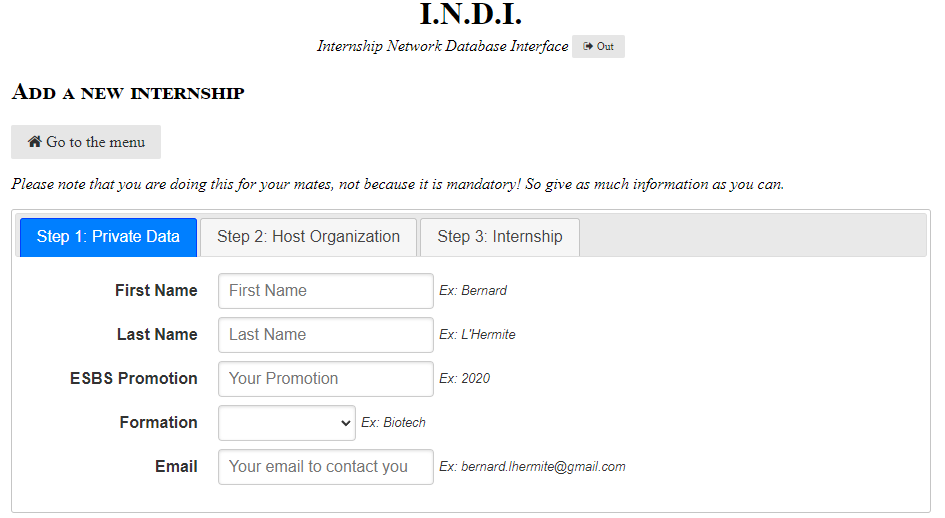 I.N.D.I.
Internship Network Database Interface Out
Add a new internship
Go to the menu
Please note that you are doing this for your mates, not because it is mandatory! So give as much information as you can.
Step 1: Private Data Step 2: Host Organization Step 3: Internship
First Name First Name Ex: Bernard
Last Name Last Name Ex: L'Hermite
ESBS Promotion Your Promotion Ex: 2020
Formation Ex: Biotech
Email Your email to contact you Ex: bernard.lhermite@gmail.com